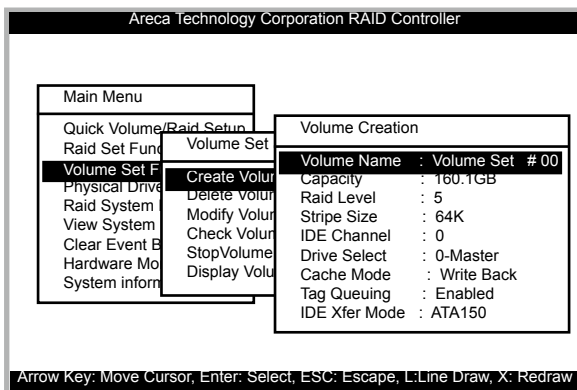 Areca Technology Corporation RAID Controller
Main Menu
Quick Volume/Raid Setup
Raid Set Func
Volume Set F
Physical Drive
Raid System
View System
Clear Event B
Hardware Mo
System inform
Volume Set
Create Volum
Delete Volum
Modify Volum
Check Volum
StopVolume
Display Volu
Volume Creation
Volume Name : Volume Set # 00
Capacity : 160.1GB
Raid Level : 5
Stripe Size : 64K
IDE Channel : 0
Drive Select : 0-Master
Cache Mode : Write Back
Tag Queuing : Enabled
IDE Xfer Mode : ATA150
Arrow Key: Move Cursor, Enter: Select, ESC: Escape, L:Line Draw, X: Redraw